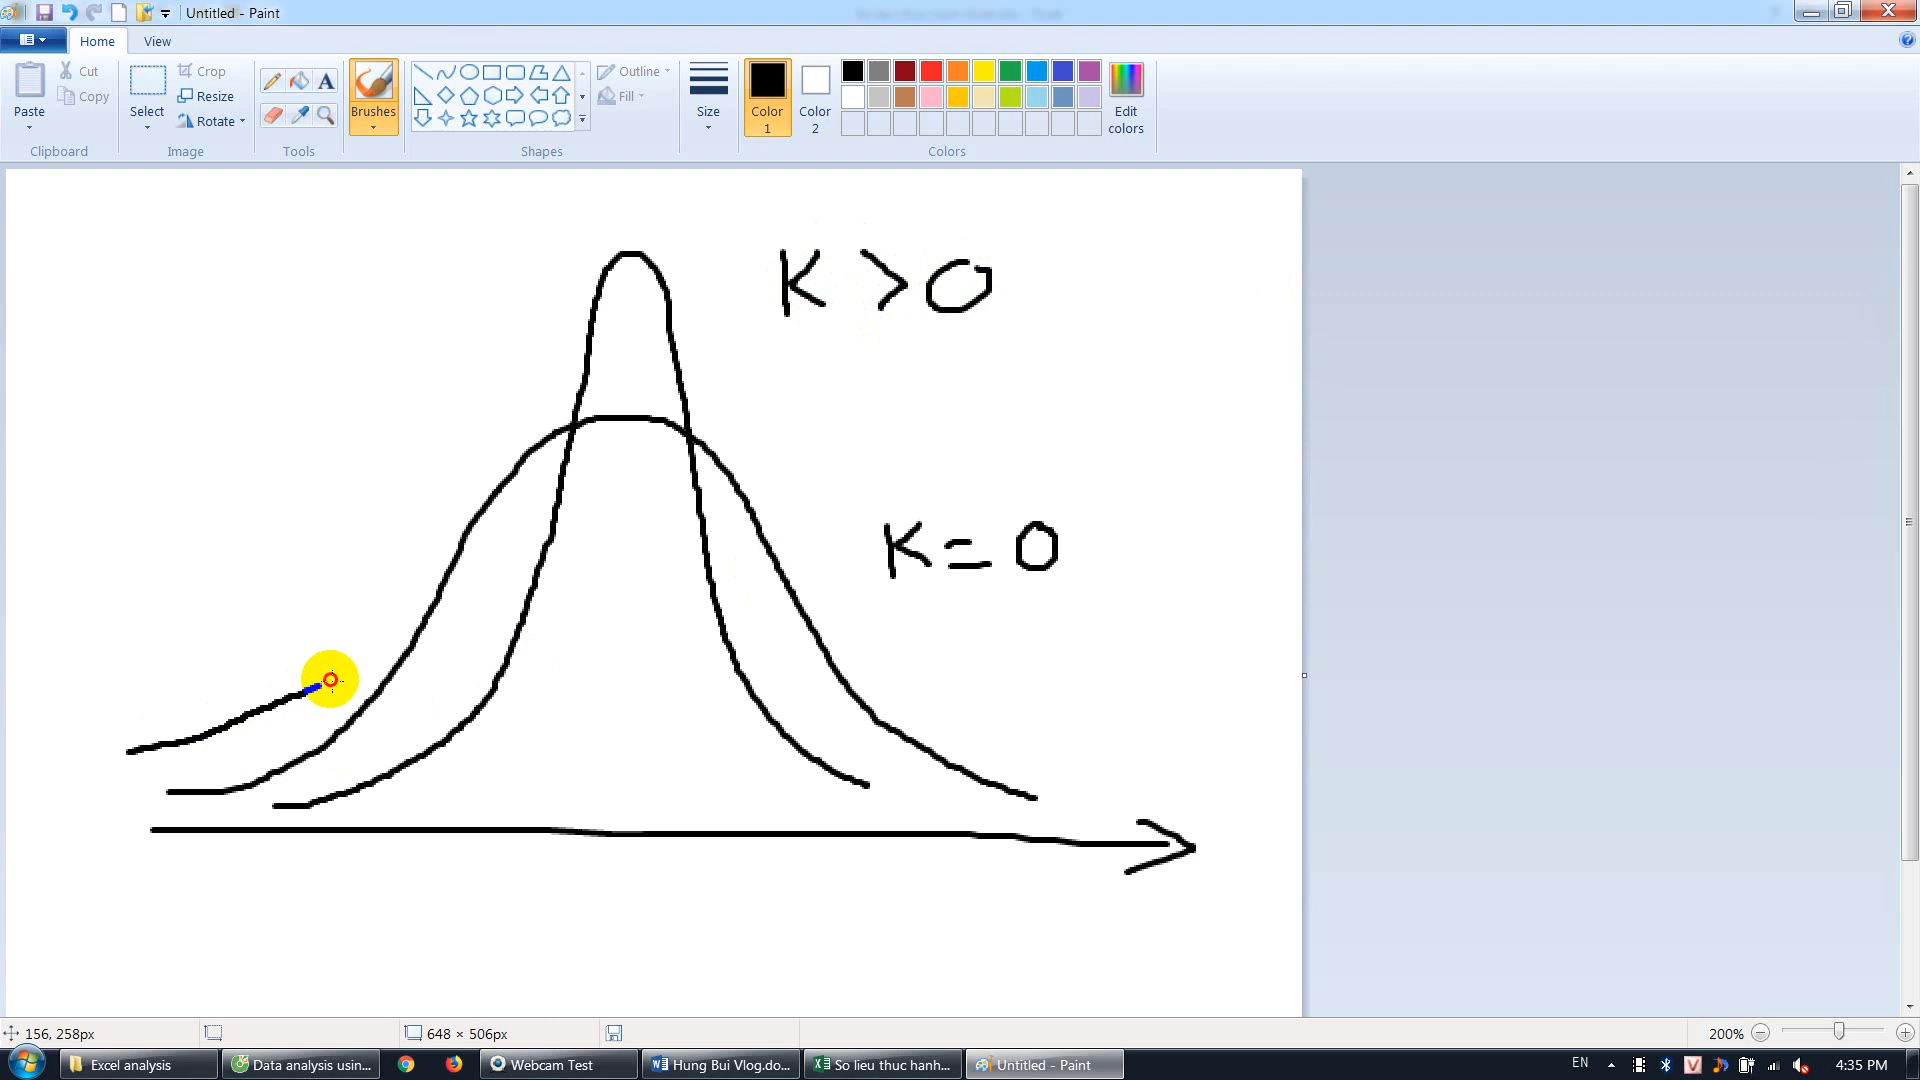 Untitled - Paint
Home View
Paste
Cut
Copy
Clipboard
Select
Crop
Resize
Rotate
Image
A
Tools
Brushes
Outline
Fill
Shapes
Size
Color 1
Color 2
Edit colors
Colors
K > 0
K = 0
156, 258px
648 × 506px
200%
Excel analysis
Data analysis usin...
Webcam Test
Hung Bui Vlog.do...
So lieu thuc hanh...
Untitled - Paint
EN
4:35 PM